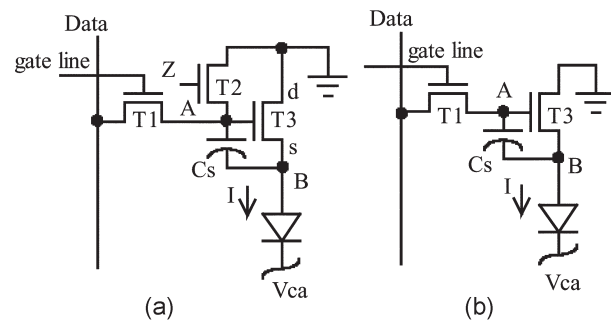 Data
gate line
Z
T2
A
d
T1
T3
s
Cs
B
I
Vca
(a)
Data
gate line
A
T1
T3
Cs
B
I
Vca
(b)